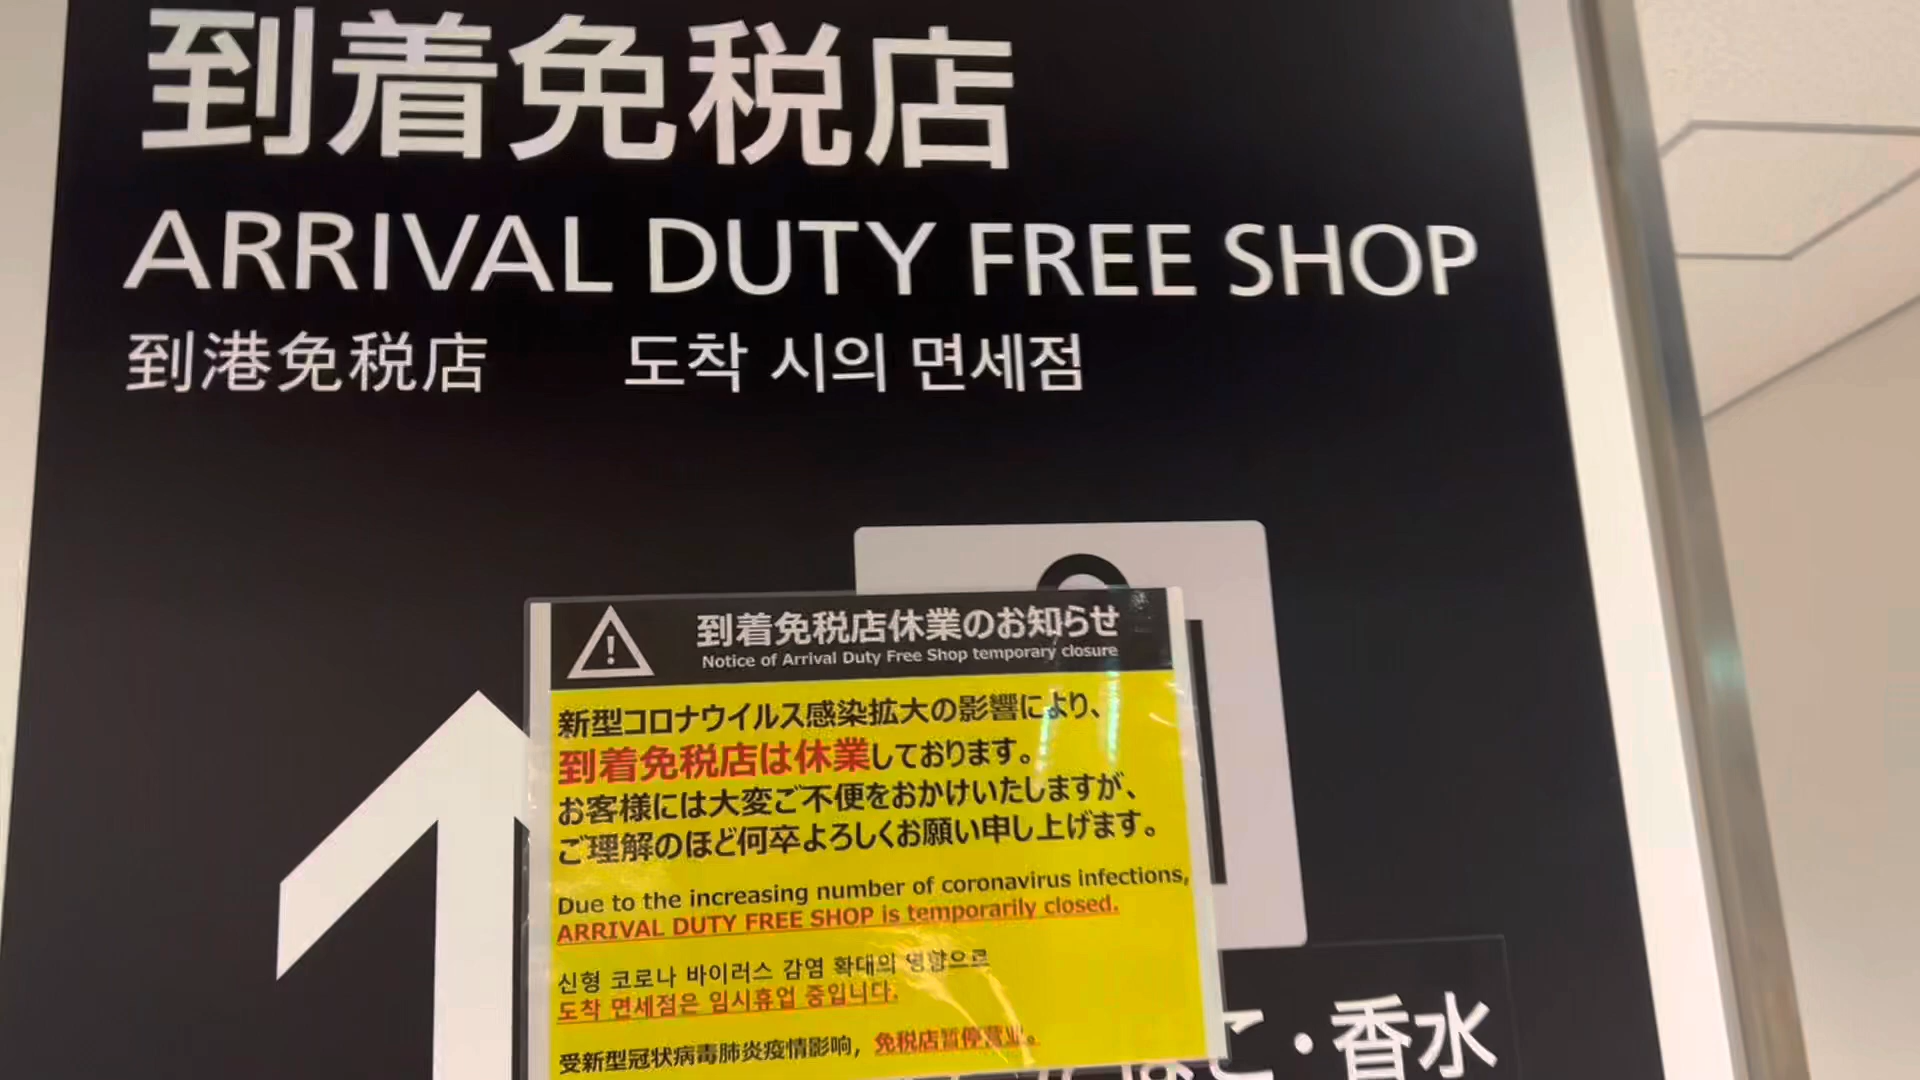 到着免税店
ARRIVAL DUTY FREE SHOP
到港免税店 도착 시의 면세점
到着免税店休業のお知らせ
Notice of Arrival Duty Free Shop temporary closure
新型コロナウイルス感染拡大の影響により、
到着免税店は休業しております。
お客様には大変ご不便をおかけいたしますが、
ご理解のほど何卒よろしくお願い申し上げます。
Due to the increasing number of coronavirus infections,
ARRIVAL DUTY FREE SHOP is temporarily closed.
신형 코로나 바이러스 감염 확대의 영향으로
도착 면세점은 임시휴업 중입니다.
受新型冠状病毒肺炎疫情影响，免税店暂停营业。
・香水